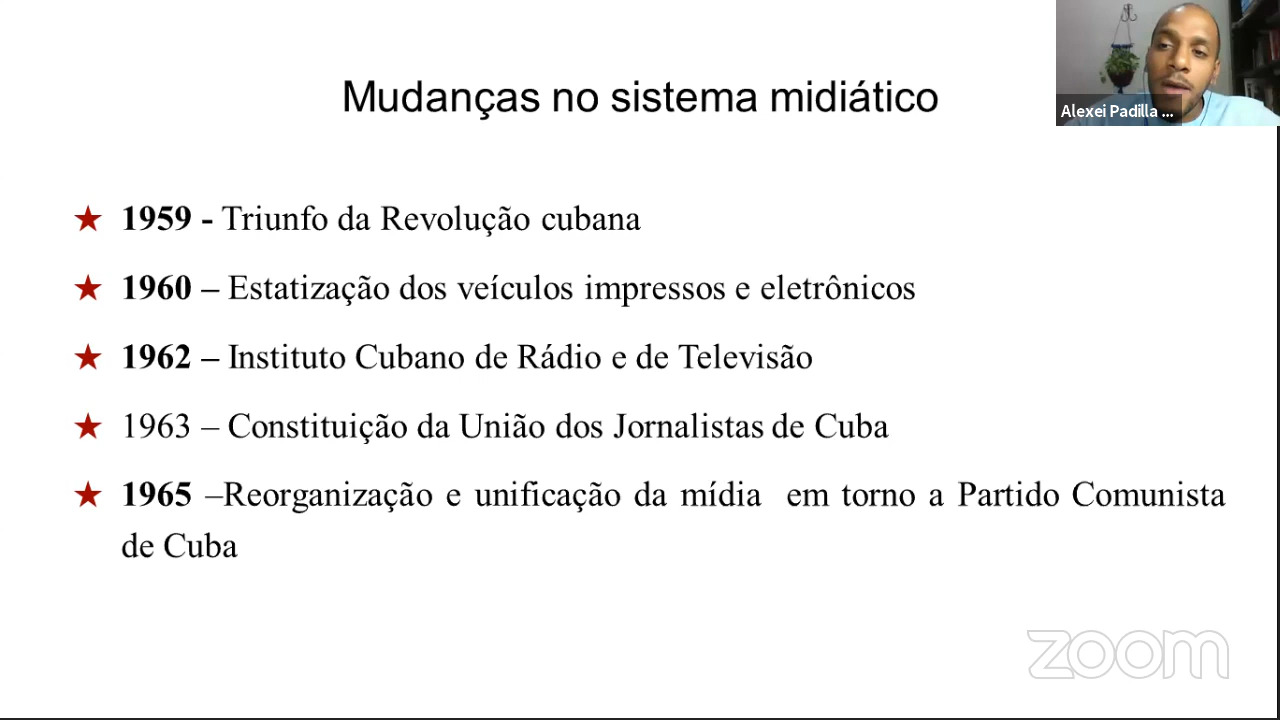 Mudanças no sistema midiático
Alexei Padilla ...
★ 1959 - Triunfo da Revolução cubana
★ 1960 – Estatização dos veículos impressos e eletrônicos
★ 1962 – Instituto Cubano de Rádio e de Televisão
★ 1963 – Constituição da União dos Jornalistas de Cuba
★ 1965 –Reorganização e unificação da mídia em torno a Partido Comunista
de Cuba
zoom